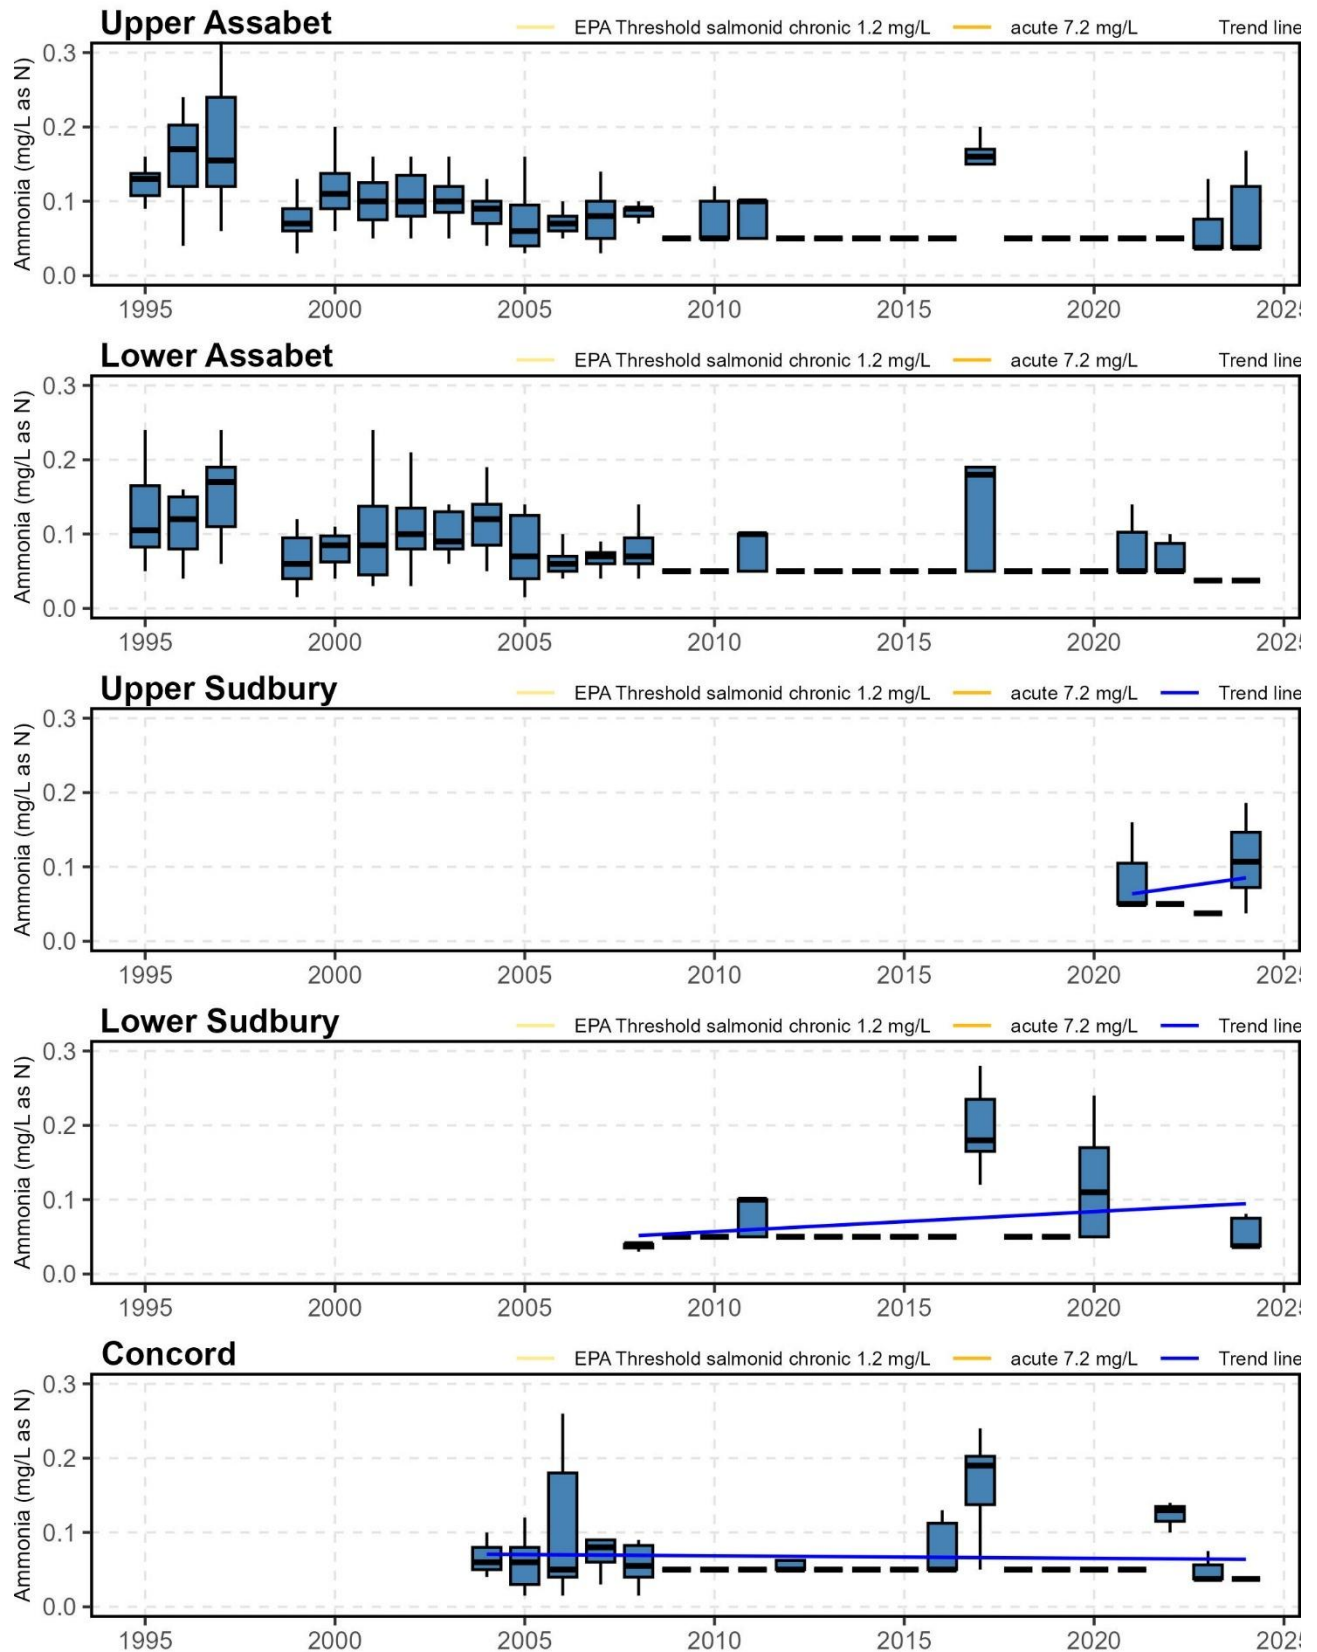 Upper Assabet
EPA Threshold salmonid chronic 1.2 mg/L acute 7.2 mg/L Trend line
Ammonia (mg/L as N)
0.3
0.2
0.1
0.0
1995 2000 2005 2010 2015 2020 202
Lower Assabet
EPA Threshold salmonid chronic 1.2 mg/L acute 7.2 mg/L Trend line
Ammonia (mg/L as N)
0.3
0.2
0.1
0.0
1995 2000 2005 2010 2015 2020 202
Upper Sudbury
EPA Threshold salmonid chronic 1.2 mg/L acute 7.2 mg/L Trend line
Ammonia (mg/L as N)
0.3
0.2
0.1
0.0
1995 2000 2005 2010 2015 2020 202
Lower Sudbury
EPA Threshold salmonid chronic 1.2 mg/L acute 7.2 mg/L Trend line
Ammonia (mg/L as N)
0.3
0.2
0.1
0.0
1995 2000 2005 2010 2015 2020 202
Concord
EPA Threshold salmonid chronic 1.2 mg/L acute 7.2 mg/L Trend line
Ammonia (mg/L as N)
0.3
0.2
0.1
0.0
1995 2000 2005 2010 2015 2020 202